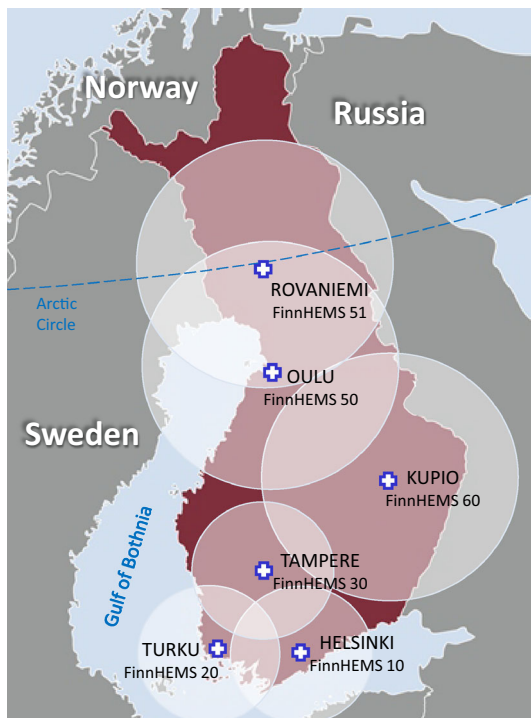 Norway
Russia
Arctic
Circle
ROVANIEMI
FinnHEMS 51
OULU
FinnHEMS 50
Sweden
KUPIO
FinnHEMS 60
Gulf of Bothnia
TAMPERE
FinnHEMS 30
TURKU
FinnHEMS 20
HELSINKI
FinnHEMS 10